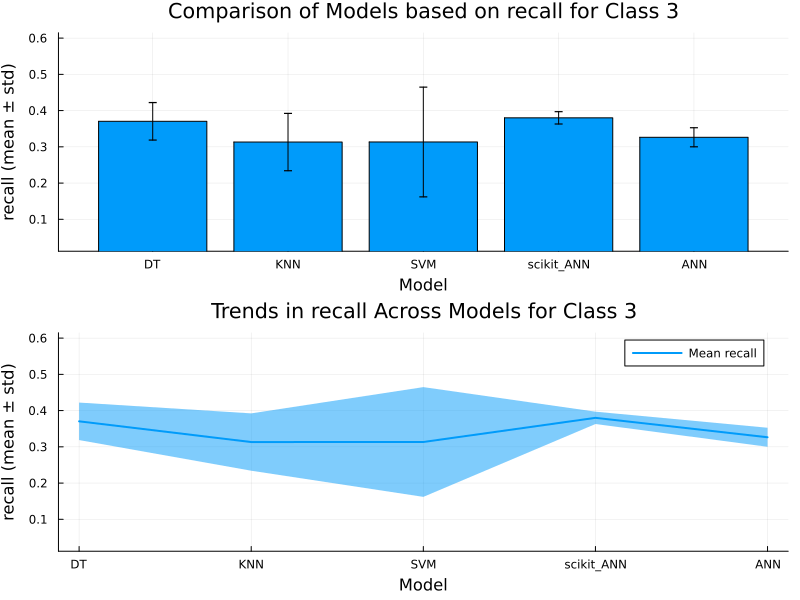 Comparison of Models based on recall for Class 3
recall (mean ± std)
0.6
0.5
0.4
0.3
0.2
0.1
DT KNN SVM scikit_ANN ANN
Model
Trends in recall Across Models for Class 3
recall (mean ± std)
0.6
Mean recall
0.5
0.4
0.3
0.2
0.1
DT KNN SVM scikit_ANN ANN
Model